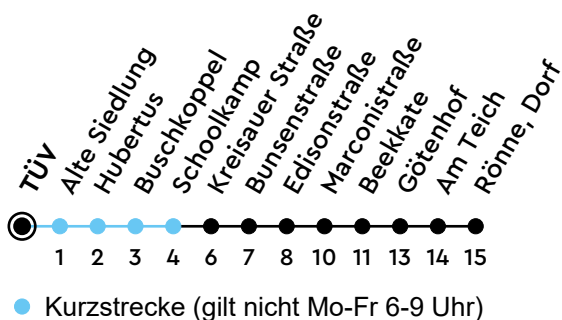 TÜV
Alte Siedlung
Hubertus
Buschkoppel
Schoolkamp
Kreisauer Straße
Bunsenstraße
Edisonstraße
Marconistraße
Beekkate
Götenhof
Am Teich
Rönne, Dorf
1 2 3 4 6 7 8 10 11 13 14 15
Kurzstrecke (gilt nicht Mo-Fr 6-9 Uhr)